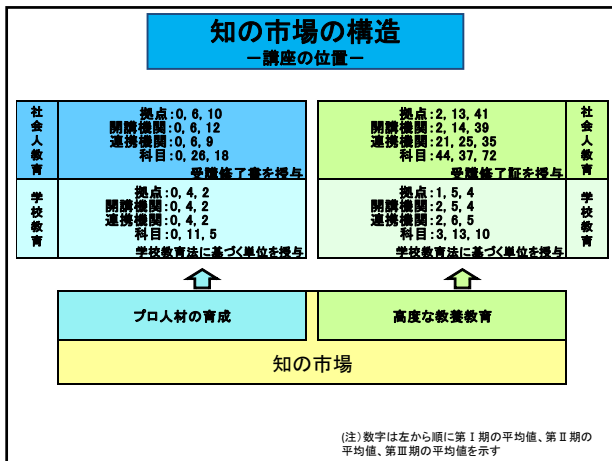 知の市場の構造
－講座の位置－
社会人教育
拠点:0, 6, 10
開講機関:0, 6, 12
連携機関:0, 6, 9
科目:0, 26, 18
受講修了書を授与
学校教育
拠点:0, 4, 2
開講機関:0, 4, 2
連携機関:0, 4, 2
科目:0, 11, 5
学校教育法に基づく単位を授与
拠点:2, 13, 41
開講機関:2, 14, 39
連携機関:21, 25, 35
科目:44, 37, 72
受講修了証を授与
社会人教育
拠点:1, 5, 4
開講機関:2, 5, 4
連携機関:2, 6, 5
科目:3, 13, 10
学校教育法に基づく単位を授与
学校教育
プロ人材の育成
高度な教養教育
知の市場
(注)数字は左から順に第Ⅰ期の平均値、第Ⅱ期の
平均値、第Ⅲ期の平均値を示す